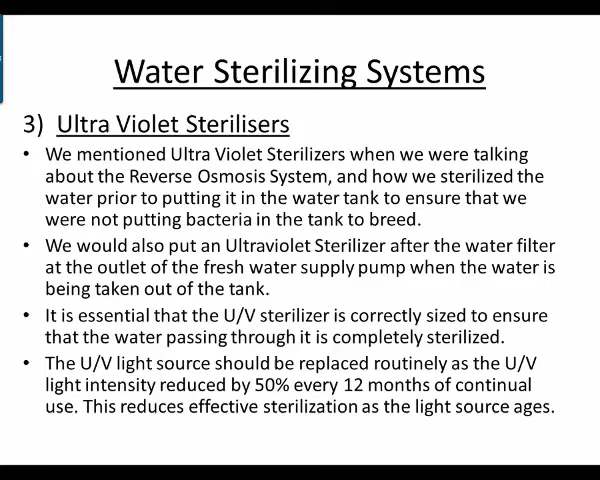 Water Sterilizing Systems
3) Ultra Violet Sterilisers
• We mentioned Ultra Violet Sterilizers when we were talking
about the Reverse Osmosis System, and how we sterilized the
water prior to putting it in the water tank to ensure that we
were not putting bacteria in the tank to breed.
• We would also put an Ultraviolet Sterilizer after the water filter
at the outlet of the fresh water supply pump when the water is
being taken out of the tank.
• It is essential that the U/V sterilizer is correctly sized to ensure
that the water passing through it is completely sterilized.
• The U/V light source should be replaced routinely as the U/V
light intensity reduced by 50% every 12 months of continual
use. This reduces effective sterilization as the light source ages.